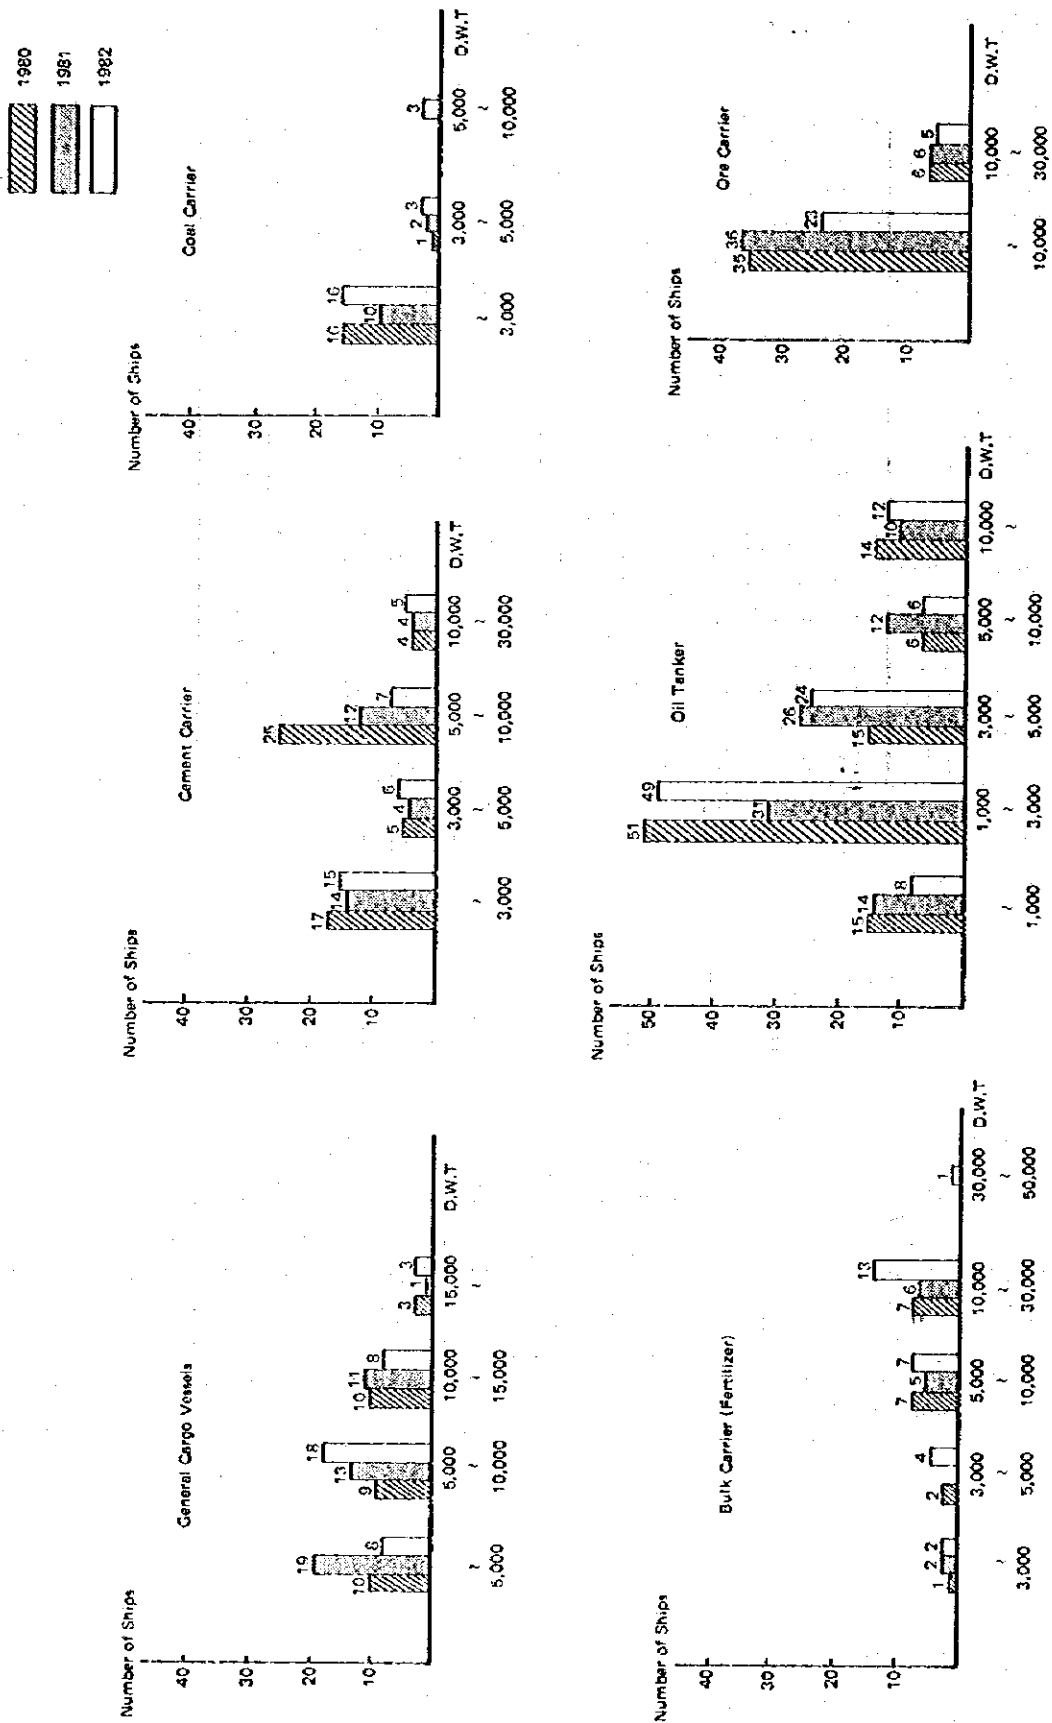 1980
1981
1982
Number of Ships
General Cargo Vessels
40
30
20
10
10 19 8
9 13 18
10 11 8
3 1 3
~ 5,000
5,000 ~ 10,000
10,000 ~ 15,000
15,000 ~
D.W.T
Number of Ships
Cement Carrier
40
30
20
10
17 14 15
5 4 6
25 12 7
4 4 5
~ 3,000
3,000 ~ 5,000
5,000 ~ 10,000
10,000 ~ 30,000
D.W.T
Number of Ships
Coal Carrier
40
30
20
10
16 10 16
1 2 3
3
~ 3,000
3,000 ~ 5,000
5,000 ~ 10,000
D.W.T
Number of Ships
Bulk Carrier (Fertilizer)
40
30
20
10
1 2 2
2 4
7 5 7
7 6 13
1
~ 3,000
3,000 ~ 5,000
5,000 ~ 10,000
10,000 ~ 30,000
30,000 ~ 50,000
D.W.T
Number of Ships
Oil Tanker
50
40
30
20
10
15 14 8
51 31 49
15 26 24
6 12 6
14 10 12
~ 1,000
1,000 ~ 3,000
3,000 ~ 5,000
5,000 ~ 10,000
10,000 ~
D.W.T
Number of Ships
Ore Carrier
40
30
20
10
35 36 23
6 6 5
~ 10,000
10,000 ~ 30,000
D.W.T